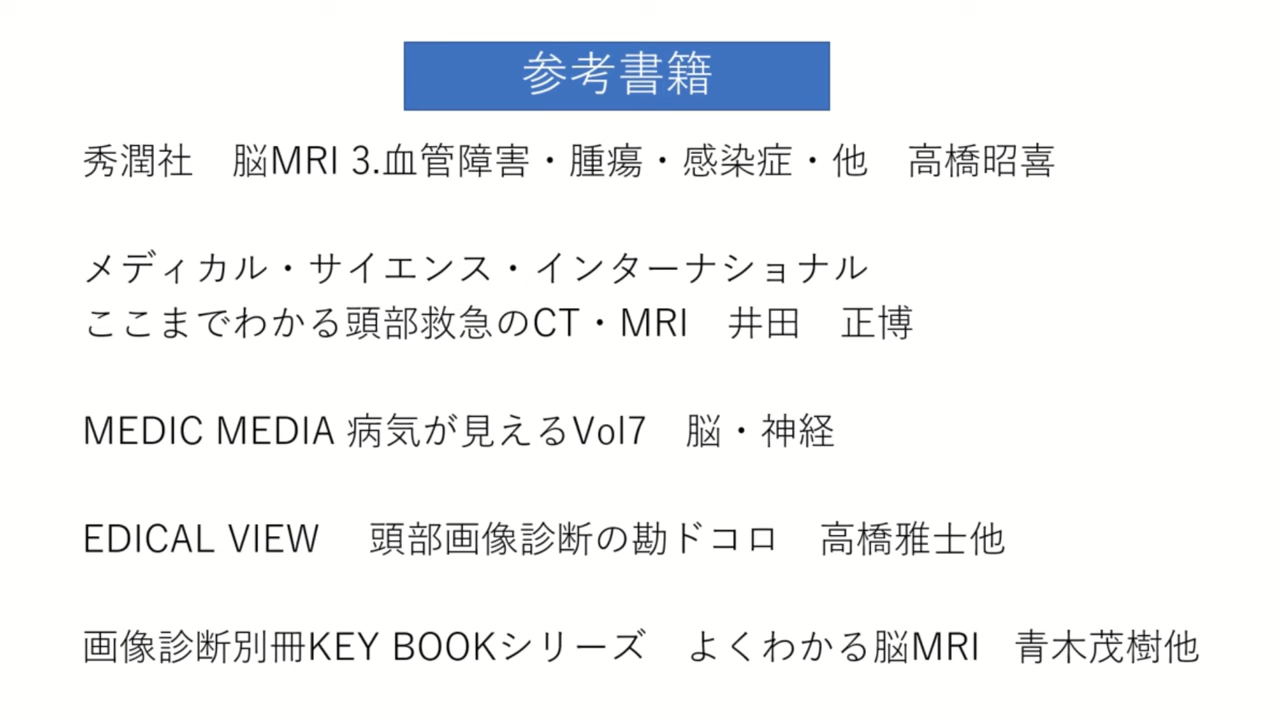 参考書籍
秀潤社　脳MRI 3.血管障害・腫瘍・感染症・他　高橋昭喜
メディカル・サイエンス・インターナショナル
ここまでわかる頭部救急のCT・MRI　井田　正博
MEDIC MEDIA 病気が見えるVol7　脳・神経
EDICAL VIEW　頭部画像診断の勘ドコロ　高橋雅士他
画像診断別冊KEY BOOKシリーズ　よくわかる脳MRI　青木茂樹他